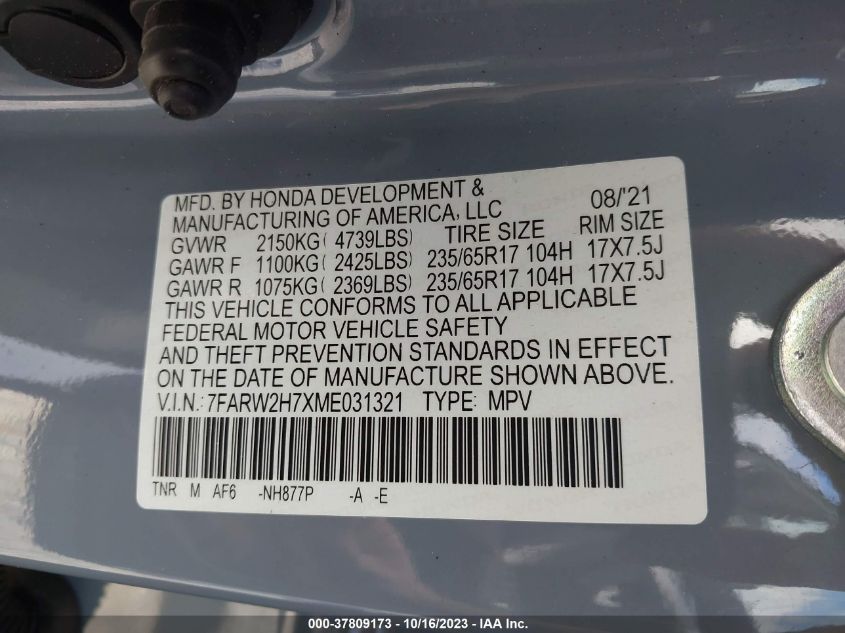 MFD. BY HONDA DEVELOPMENT & 08/'21
MANUFACTURING OF AMERICA, LLC
GVWR 2150KG( 4739LBS) TIRE SIZE RIM SIZE
GAWR F 1100KG( 2425LBS) 235/65R17 104H 17X7.5J
GAWR R 1075KG( 2369LBS) 235/65R17 104H 17X7.5J
THIS VEHICLE CONFORMS TO ALL APPLICABLE
FEDERAL MOTOR VEHICLE SAFETY
AND THEFT PREVENTION STANDARDS IN EFFECT
ON THE DATE OF MANUFACTURE SHOWN ABOVE.
V.I.N.: 7FARW2H7XME031321 TYPE: MPV
TNR M AF6 -NH877P -A -E
000-37809173 - 10/16/2023 - IAA Inc.